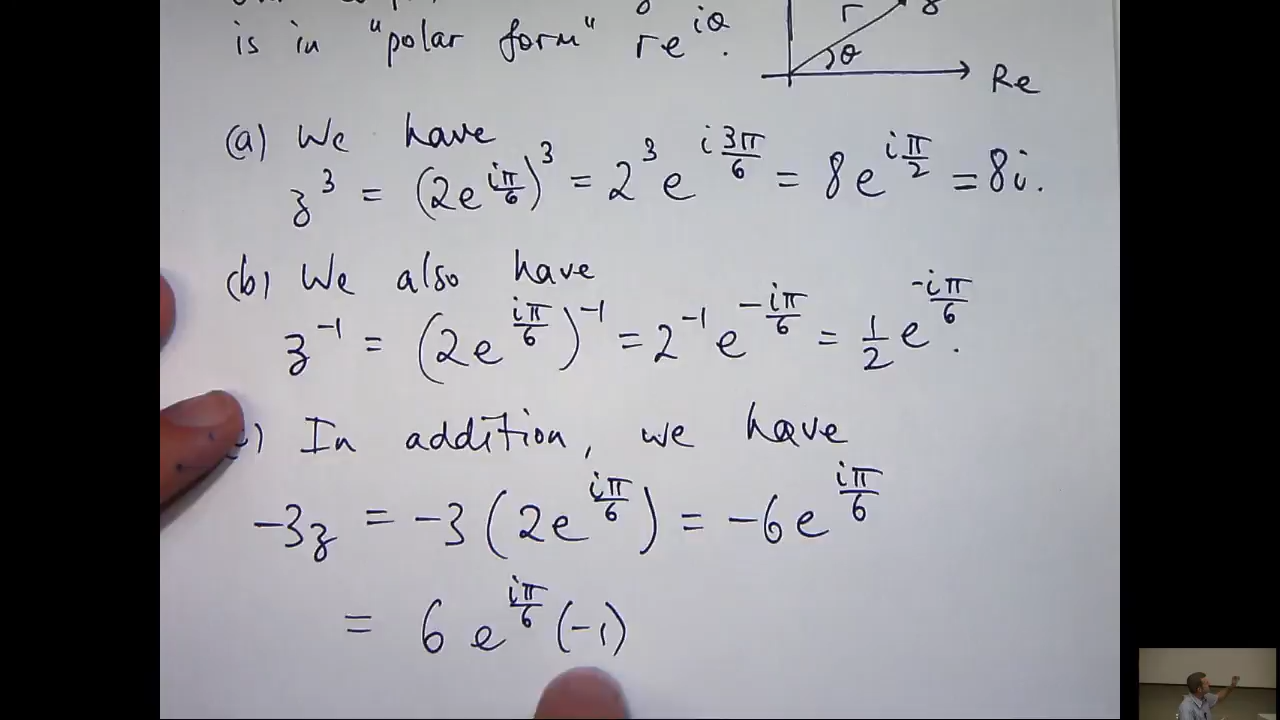 is in "polar form" re^{iθ}.
r
θ
Re
(a) We have
z^3 = (2e^{iπ/6})^3 = 2^3 e^{i3π/6} = 8e^{iπ/2} = 8i.
(b) We also have
z^{-1} = (2e^{iπ/6})^{-1} = 2^{-1} e^{-iπ/6} = 1/2 e^{-iπ/6}.
) In addition, we have
-3z = -3(2e^{iπ/6}) = -6e^{iπ/6}
= 6 e^{iπ/6} (-1)